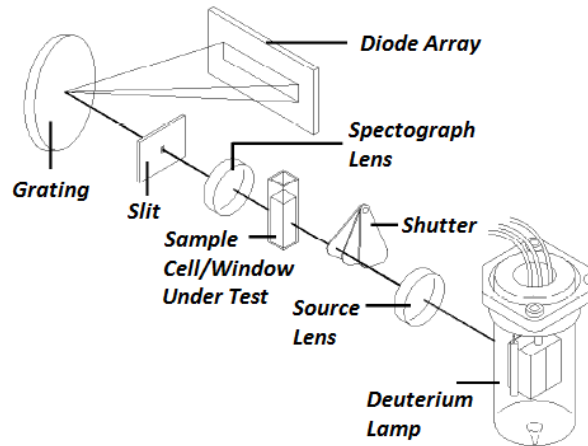 Diode Array
Spectograph
Lens
Grating
Slit
Shutter
Sample
Cell/Window
Under Test
Source
Lens
Deuterium
Lamp